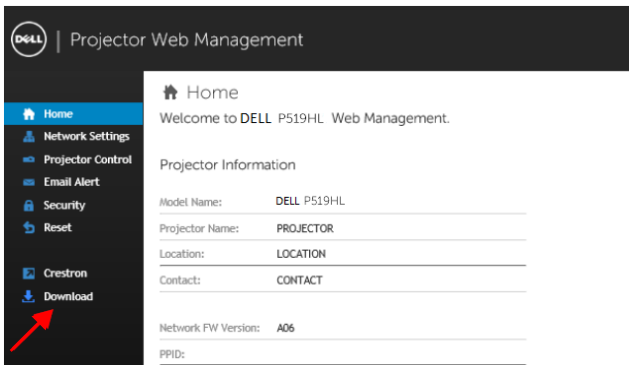 DELL | Projector Web Management
Home
Network Settings
Projector Control
Email Alert
Security
Reset
Crestron
Download
Home
Welcome to DELL P519HL Web Management.
Projector Information
Model Name: DELL P519HL
Projector Name: PROJECTOR
Location: LOCATION
Contact: CONTACT
Network FW Version: A06
PPID: